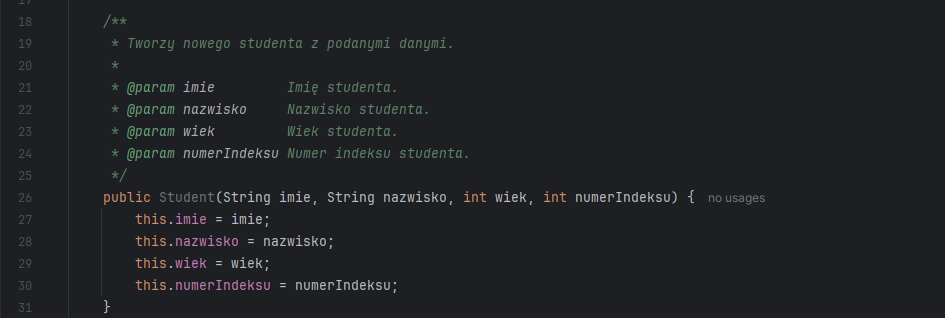 17
18 /**
19 * Tworzy nowego studenta z podanymi danymi.
20 *
21 * @param imie Imię studenta.
22 * @param nazwisko Nazwisko studenta.
23 * @param wiek Wiek studenta.
24 * @param numerIndeksu Numer indeksu studenta.
25 */
26 public Student(String imie, String nazwisko, int wiek, int numerIndeksu) { no usages
27 this.imie = imie;
28 this.nazwisko = nazwisko;
29 this.wiek = wiek;
30 this.numerIndeksu = numerIndeksu;
31 }